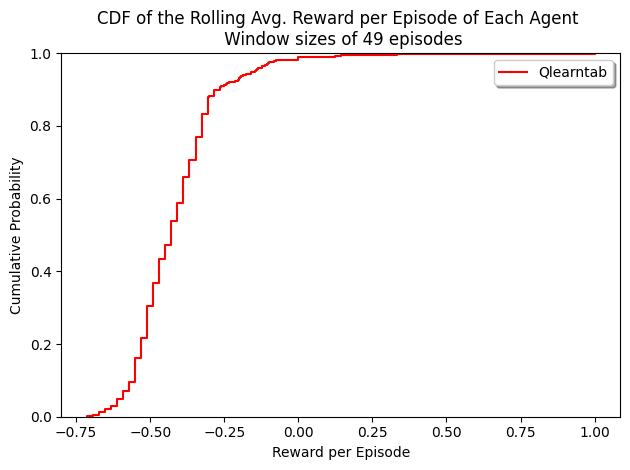 CDF of the Rolling Avg. Reward per Episode of Each Agent
Window sizes of 49 episodes
Qlearntab
Cumulative Probability
1.0
0.8
0.6
0.4
0.2
0.0
−0.75 −0.50 −0.25 0.00 0.25 0.50 0.75 1.00
Reward per Episode